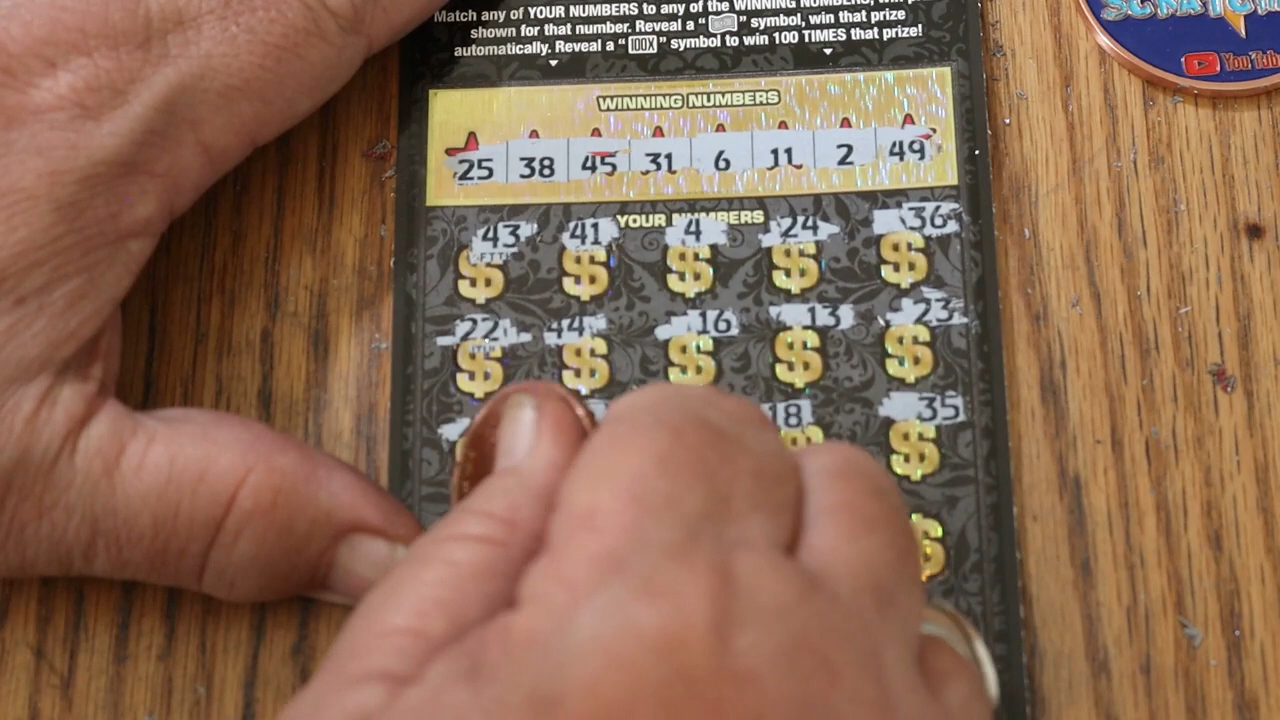 Match any of YOUR NUMBERS to any of the WINNING NUMBERS, win
shown for that number. Reveal a “ ” symbol, win that prize
automatically. Reveal a “ 100X ” symbol to win 100 TIMES that prize!
WINNING NUMBERS
25 38 45 31 6 11 2 49
YOUR NUMBERS
43 41 4 24 36
$ $ $ $ $
22 44 16 13 23
$ $ $ $ $
18 35
$
$
YouTub